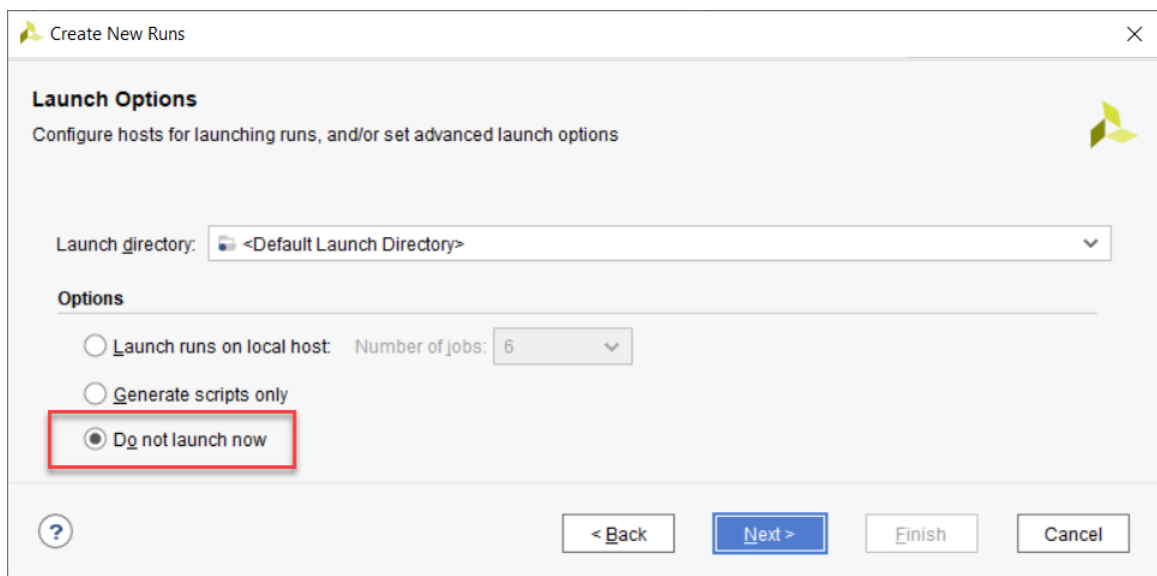 Create New Runs
Launch Options
Configure hosts for launching runs, and/or set advanced launch options
Launch directory: <Default Launch Directory>
Options
Launch runs on local host: Number of jobs: 6
Generate scripts only
Do not launch now
? < Back Next > Finish Cancel